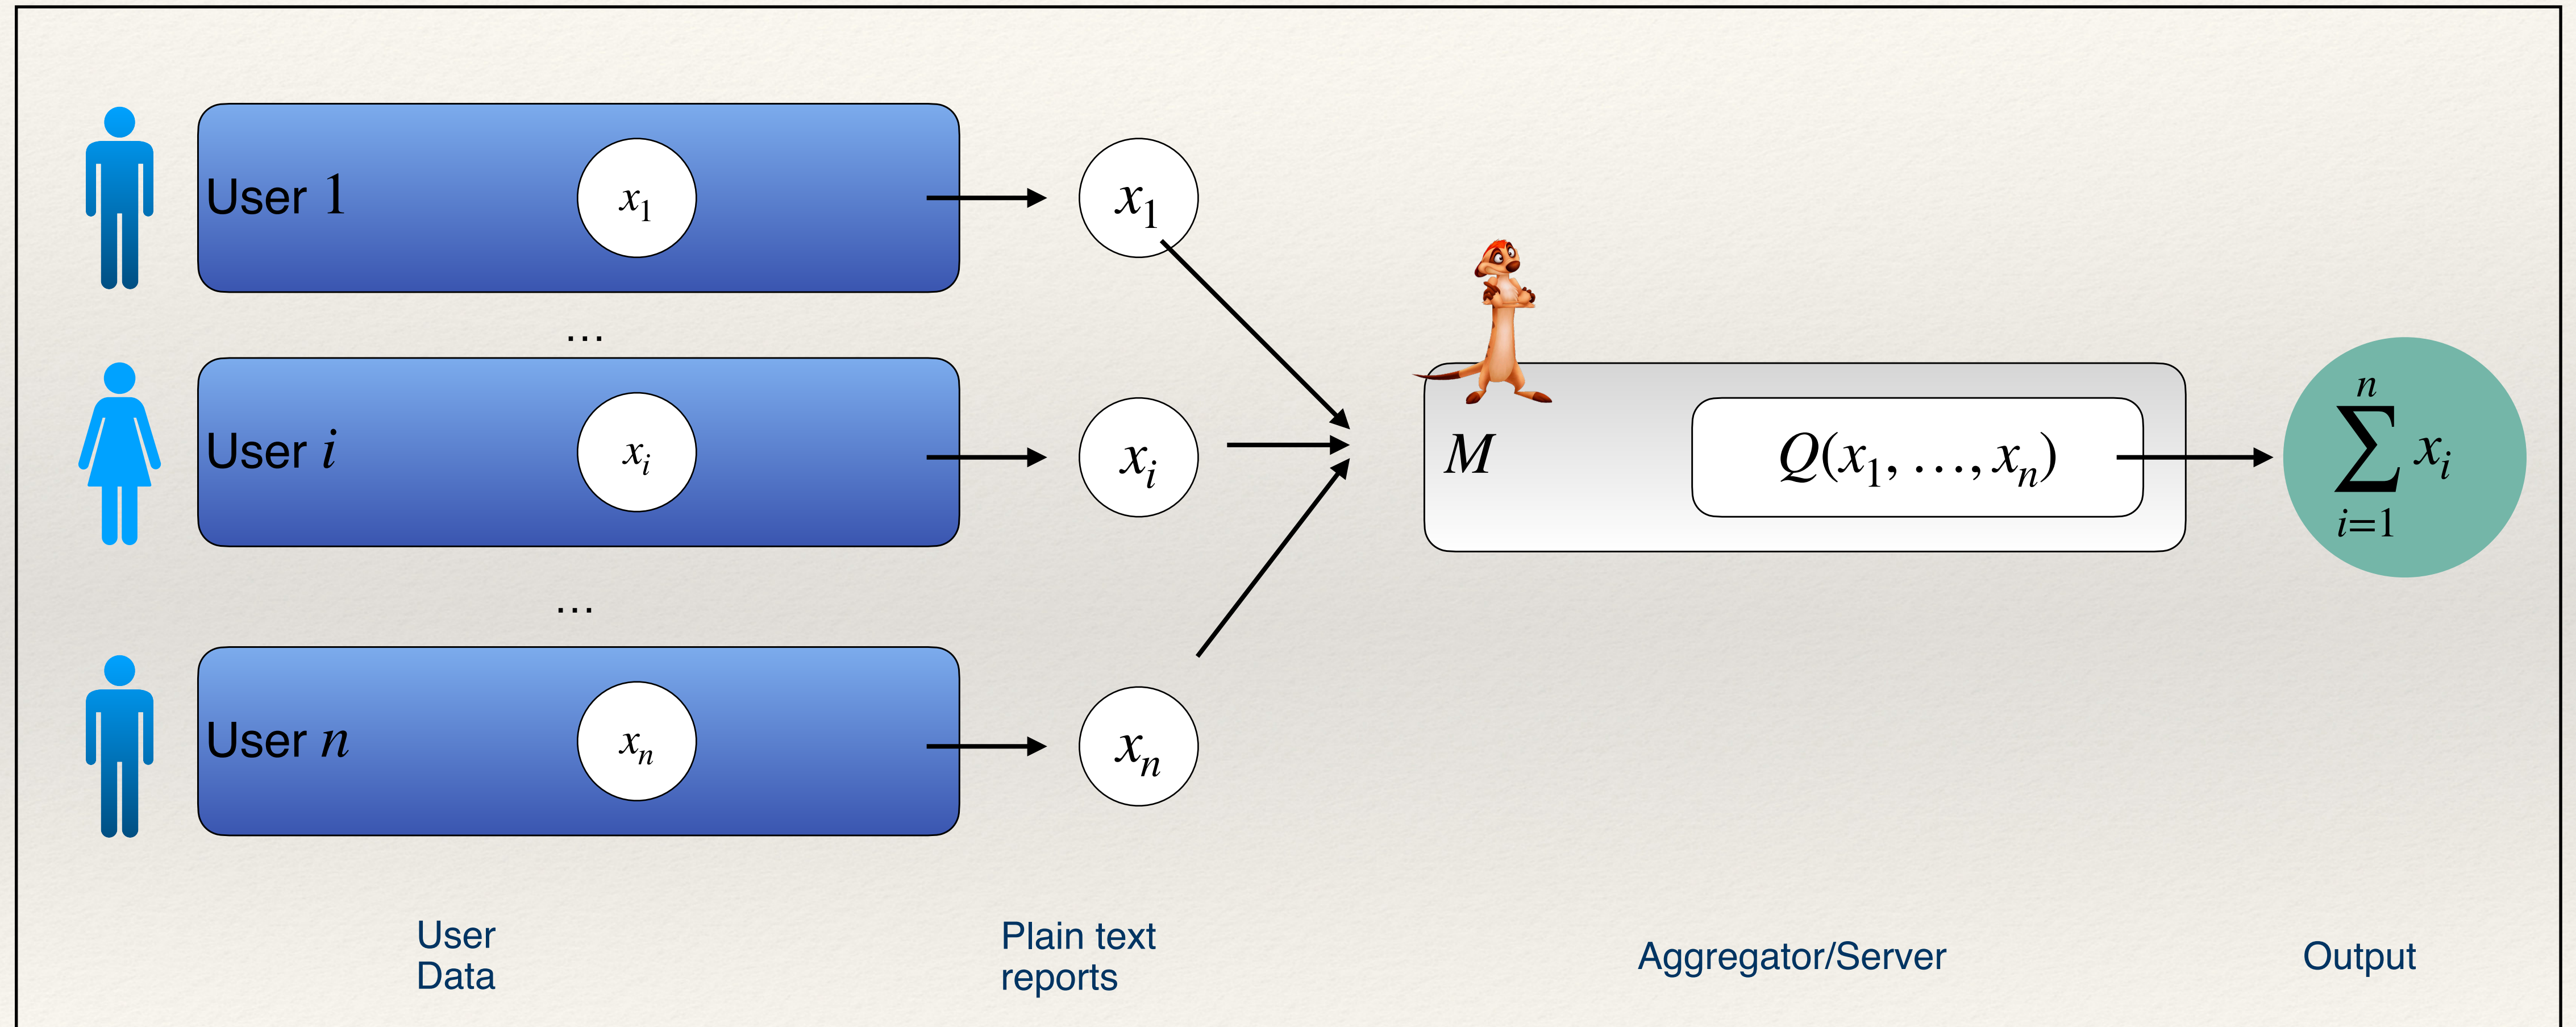 User 1
x₁
x₁
...
User i
xᵢ
xᵢ
M
Q(x₁, …, xₙ)
n
∑ xᵢ
i=1
...
User n
xₙ
xₙ
User
Data
Plain text
reports
Aggregator/Server
Output